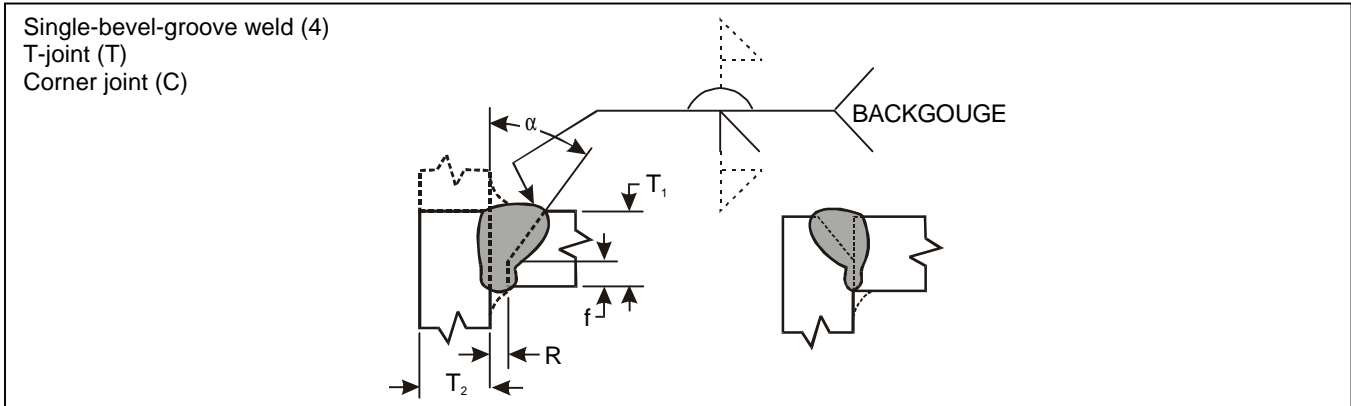 Single-bevel-groove weld (4)
T-joint (T)
Corner joint (C)
BACKGOUGE
α
T₁
f
R
T₂